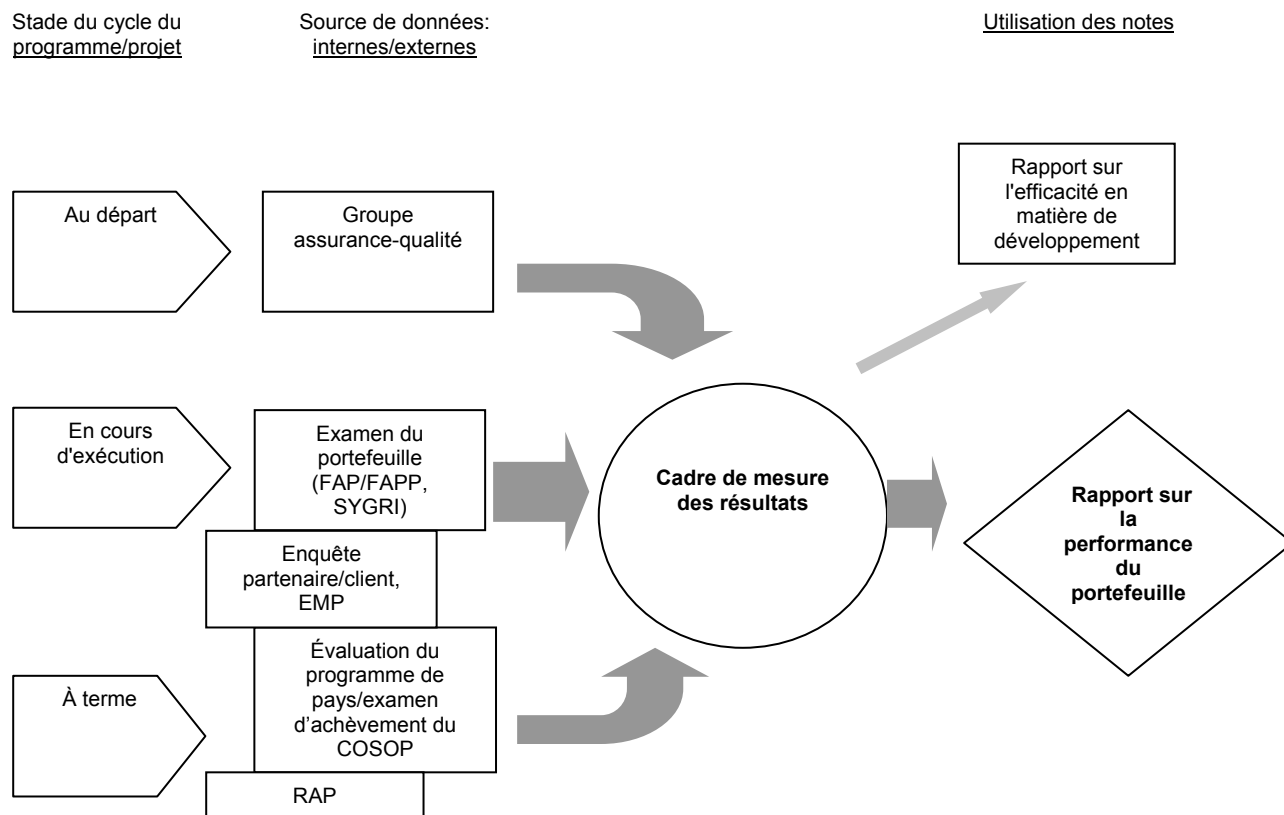 Stade du cycle du
programme/projet
Source de données:
internes/externes
Utilisation des notes
Au départ
Groupe
assurance-qualité
Rapport sur
l'efficacité en
matière de
développement
En cours
d'exécution
Examen du
portefeuille
(FAP/FAPP,
SYGRI)
Enquête
partenaire/client,
EMP
Cadre de mesure
des résultats
Rapport sur
la
performance
du
portefeuille
À terme
Évaluation du
programme de
pays/examen
d’achèvement du
COSOP
RAP